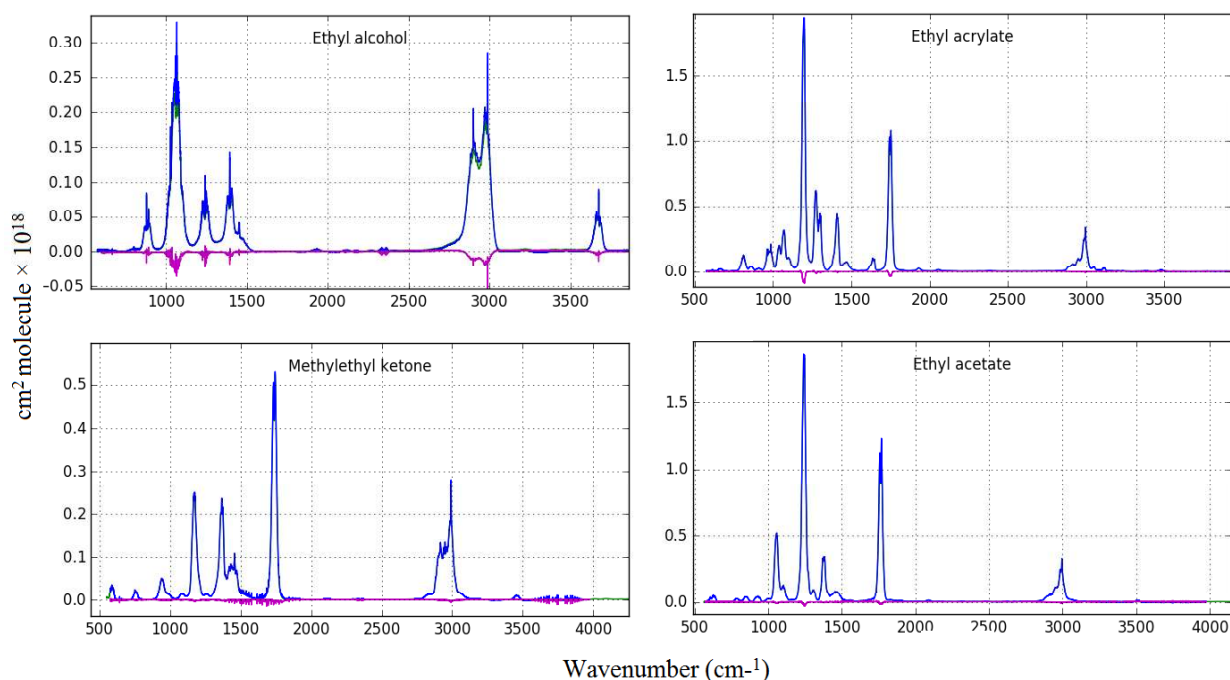 Ethyl alcohol
0.30
0.25
0.20
0.15
0.10
0.05
0.00
-0.05
1000 1500 2000 2500 3000 3500
Ethyl acrylate
1.5
1.0
0.5
0.0
500 1000 1500 2000 2500 3000 3500
cm² molecule × 10¹⁸
Methylethyl ketone
0.5
0.4
0.3
0.2
0.1
0.0
500 1000 1500 2000 2500 3000 3500 4000
Ethyl acetate
1.5
1.0
0.5
0.0
500 1000 1500 2000 2500 3000 3500 4000
Wavenumber (cm-¹)